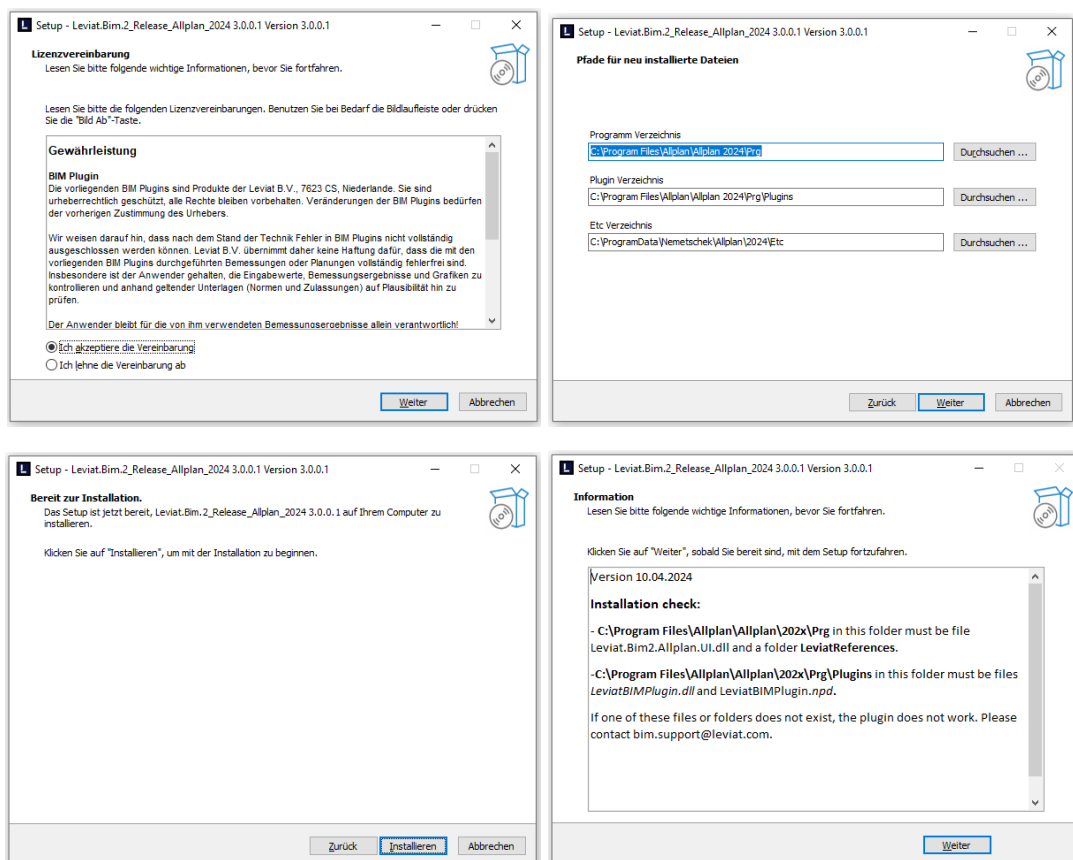 Setup - Leviat.Bim.2_Release_Allplan_2024 3.0.0.1 Version 3.0.0.1
Lizenzvereinbarung
Lesen Sie bitte folgende wichtige Informationen, bevor Sie fortfahren.
Lesen Sie bitte die folgenden Lizenzvereinbarungen. Benutzen Sie bei Bedarf die Bildlaufleiste oder drücken
Sie die "Bild Ab"-Taste.
Gewährleistung
BIM Plugin
Die vorliegenden BIM Plugins sind Produkte der Leviat B.V., 7623 CS, Niederlande. Sie sind
urheberrechtlich geschützt, alle Rechte bleiben vorbehalten. Veränderungen der BIM Plugins bedürfen
der vorherigen Zustimmung des Urhebers.
Wir weisen darauf hin, dass nach dem Stand der Technik Fehler in BIM Plugins nicht vollständig
ausgeschlossen werden können. Leviat B.V. übernimmt daher keine Haftung dafür, dass die mit den
vorliegenden BIM Plugins durchgeführten Bemessungen oder Planungen vollständig fehlerfrei sind.
Insbesondere ist der Anwender gehalten, die Eingabewerte, Bemessungsergebnisse und Grafiken zu
kontrollieren und anhand geltender Unterlagen (Normen und Zulassungen) auf Plausibilität hin zu
prüfen.
Der Anwender bleibt für die von ihm verwendeten Bemessungsergebnisse allein verantwortlich!
Ich akzeptiere die Vereinbarung
Ich lehne die Vereinbarung ab
Weiter
Abbrechen
Setup - Leviat.Bim.2_Release_Allplan_2024 3.0.0.1 Version 3.0.0.1
Pfade für neu installierte Dateien
Programm Verzeichnis
C:\Program Files\Allplan\Allplan 2024\Prg
Durchsuchen ...
Plugin Verzeichnis
C:\Program Files\Allplan\Allplan 2024\Prg\Plugins
Durchsuchen ...
Etc Verzeichnis
C:\ProgramData\Nemetschek\Allplan\2024\Etc
Durchsuchen ...
Zurück
Weiter
Abbrechen
Setup - Leviat.Bim.2_Release_Allplan_2024 3.0.0.1 Version 3.0.0.1
Bereit zur Installation.
Das Setup ist jetzt bereit, Leviat.Bim.2_Release_Allplan_2024 3.0.0.1 auf Ihrem Computer zu
installieren.
Klicken Sie auf "Installieren", um mit der Installation zu beginnen.
Zurück
Installieren
Abbrechen
Setup - Leviat.Bim.2_Release_Allplan_2024 3.0.0.1 Version 3.0.0.1
Information
Lesen Sie bitte folgende wichtige Informationen, bevor Sie fortfahren.
Klicken Sie auf "Weiter", sobald Sie bereit sind, mit dem Setup fortzufahren.
Version 10.04.2024
Installation check:
- C:\Program Files\Allplan\Allplan\202x\Prg in this folder must be file
Leviat.Bim2.Allplan.UI.dll and a folder LeviatReferences.
-C:\Program Files\Allplan\Allplan\202x\Prg\Plugins in this folder must be files
LeviatBIMPlugin.dll and LeviatBIMPlugin.npd.
If one of these files or folders does not exist, the plugin does not work. Please
contact bim.support@leviat.com.
Weiter